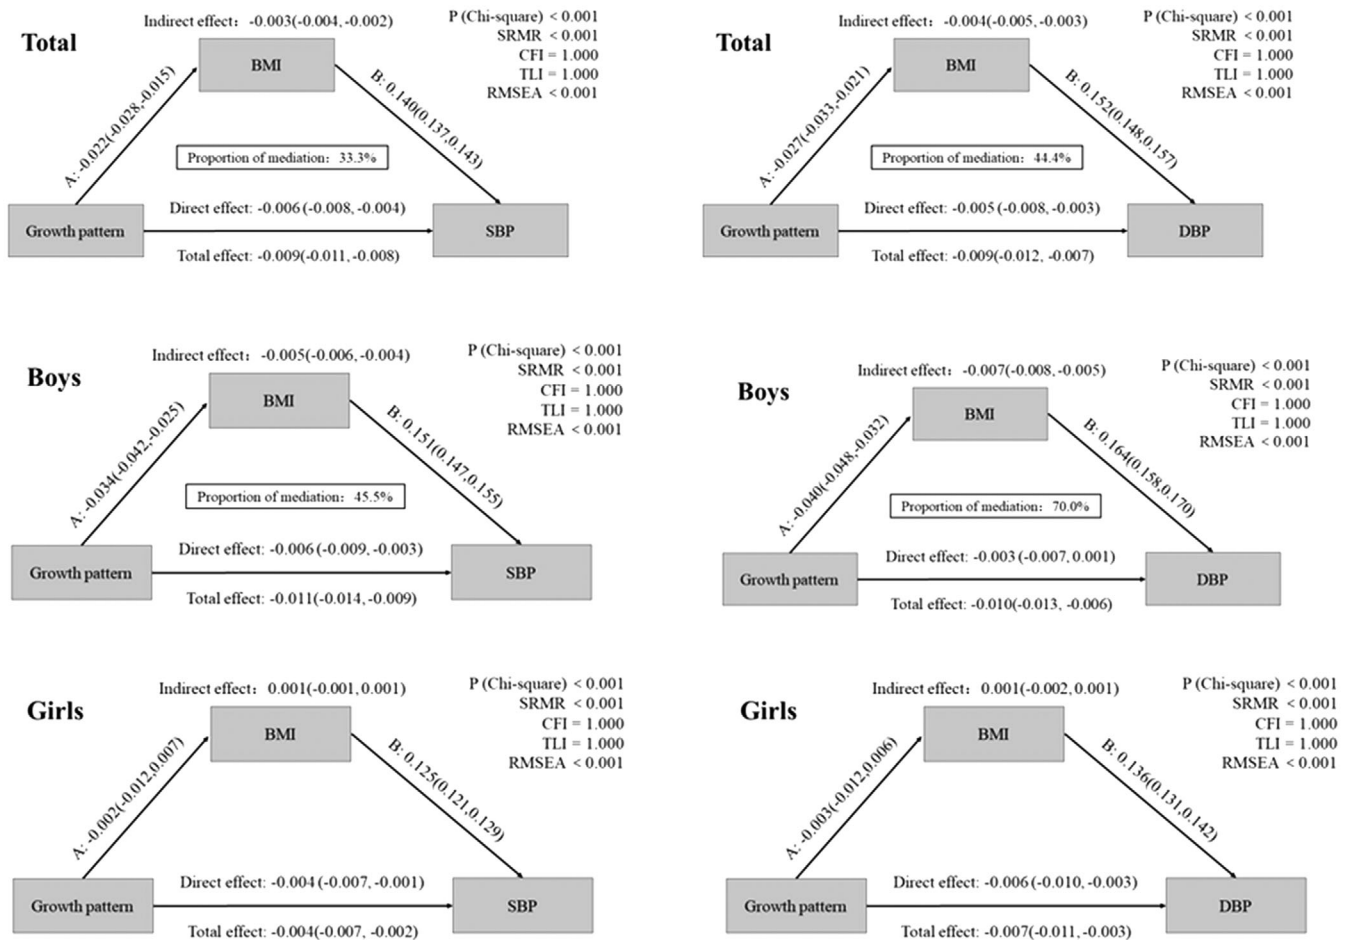 Total
Indirect effect: -0.003(-0.004, -0.002)
P (Chi-square) < 0.001
SRMR < 0.001
CFI = 1.000
TLI = 1.000
RMSEA < 0.001
BMI
A: -0.022(-0.028,-0.015)
B: 0.140(0.137,0.143)
Proportion of mediation: 33.3%
Direct effect: -0.006 (-0.008, -0.004)
Growth pattern
SBP
Total effect: -0.009(-0.011, -0.008)
Total
Indirect effect: -0.004(-0.005, -0.003)
P (Chi-square) < 0.001
SRMR < 0.001
CFI = 1.000
TLI = 1.000
RMSEA < 0.001
BMI
A: -0.027(-0.033,-0.021)
B: 0.152(0.148,0.157)
Proportion of mediation: 44.4%
Direct effect: -0.005 (-0.008, -0.003)
Growth pattern
DBP
Total effect: -0.009(-0.012, -0.007)
Boys
Indirect effect: -0.005(-0.006, -0.004)
P (Chi-square) < 0.001
SRMR < 0.001
CFI = 1.000
TLI = 1.000
RMSEA < 0.001
BMI
A: -0.034(-0.042,-0.025)
B: 0.151(0.147,0.155)
Proportion of mediation: 45.5%
Direct effect: -0.006 (-0.009, -0.003)
Growth pattern
SBP
Total effect: -0.011(-0.014, -0.009)
Boys
Indirect effect: -0.007(-0.008, -0.005)
P (Chi-square) < 0.001
SRMR < 0.001
CFI = 1.000
TLI = 1.000
RMSEA < 0.001
BMI
A: -0.040(-0.048,-0.032)
B: 0.164(0.158,0.170)
Proportion of mediation: 70.0%
Direct effect: -0.003 (-0.007, 0.001)
Growth pattern
DBP
Total effect: -0.010(-0.013, -0.006)
Girls
Indirect effect: 0.001(-0.001, 0.001)
P (Chi-square) < 0.001
SRMR < 0.001
CFI = 1.000
TLI = 1.000
RMSEA < 0.001
BMI
A: -0.002(-0.012,0.007)
B: 0.125(0.121,0.129)
Direct effect: -0.004 (-0.007, -0.001)
Growth pattern
SBP
Total effect: -0.004(-0.007, -0.002)
Girls
Indirect effect: 0.001(-0.002, 0.001)
P (Chi-square) < 0.001
SRMR < 0.001
CFI = 1.000
TLI = 1.000
RMSEA < 0.001
BMI
A: -0.003(-0.012,0.006)
B: 0.136(0.131,0.142)
Direct effect: -0.006 (-0.010, -0.003)
Growth pattern
DBP
Total effect: -0.007(-0.011, -0.003)